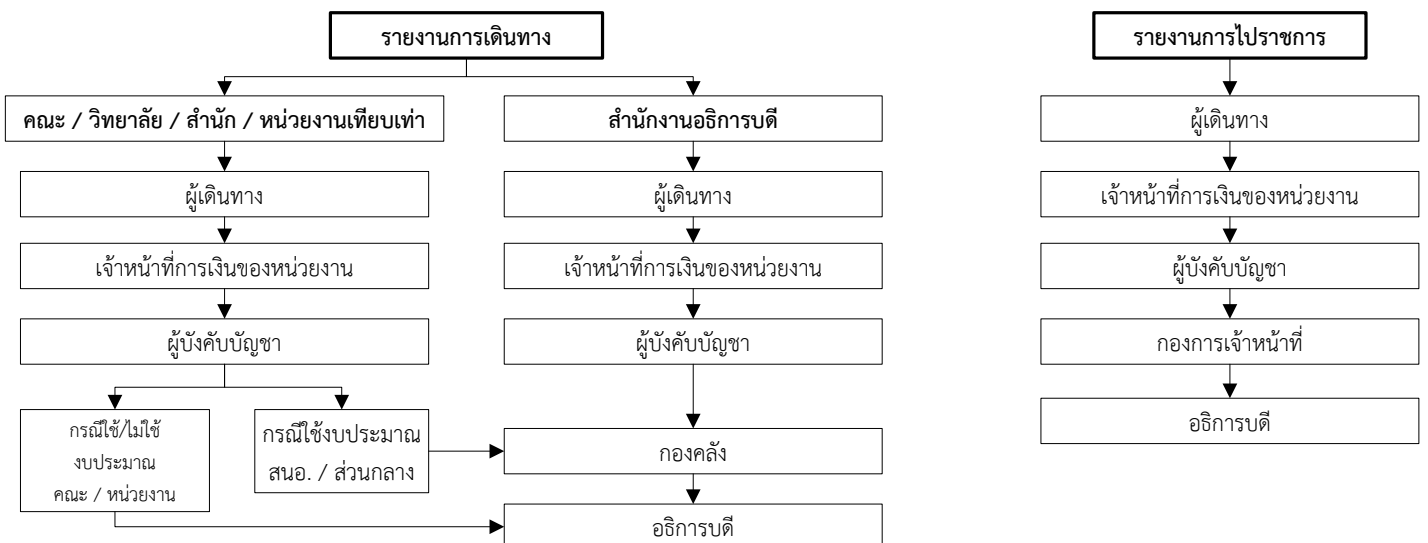 รายงานการเดินทาง
รายงานการไปราชการ
คณะ / วิทยาลัย / สำนัก / หน่วยงานเทียบเท่า
สำนักงานอธิการบดี
ผู้เดินทาง
ผู้เดินทาง
ผู้เดินทาง
เจ้าหน้าที่การเงินของหน่วยงาน
เจ้าหน้าที่การเงินของหน่วยงาน
เจ้าหน้าที่การเงินของหน่วยงาน
ผู้บังคับบัญชา
ผู้บังคับบัญชา
ผู้บังคับบัญชา
กองการเจ้าหน้าที่
กรณีใช้/ไม่ใช้
งบประมาณ
คณะ / หน่วยงาน
กรณีใช้งบประมาณ
สนอ. / ส่วนกลาง
กองคลัง
อธิการบดี
อธิการบดี